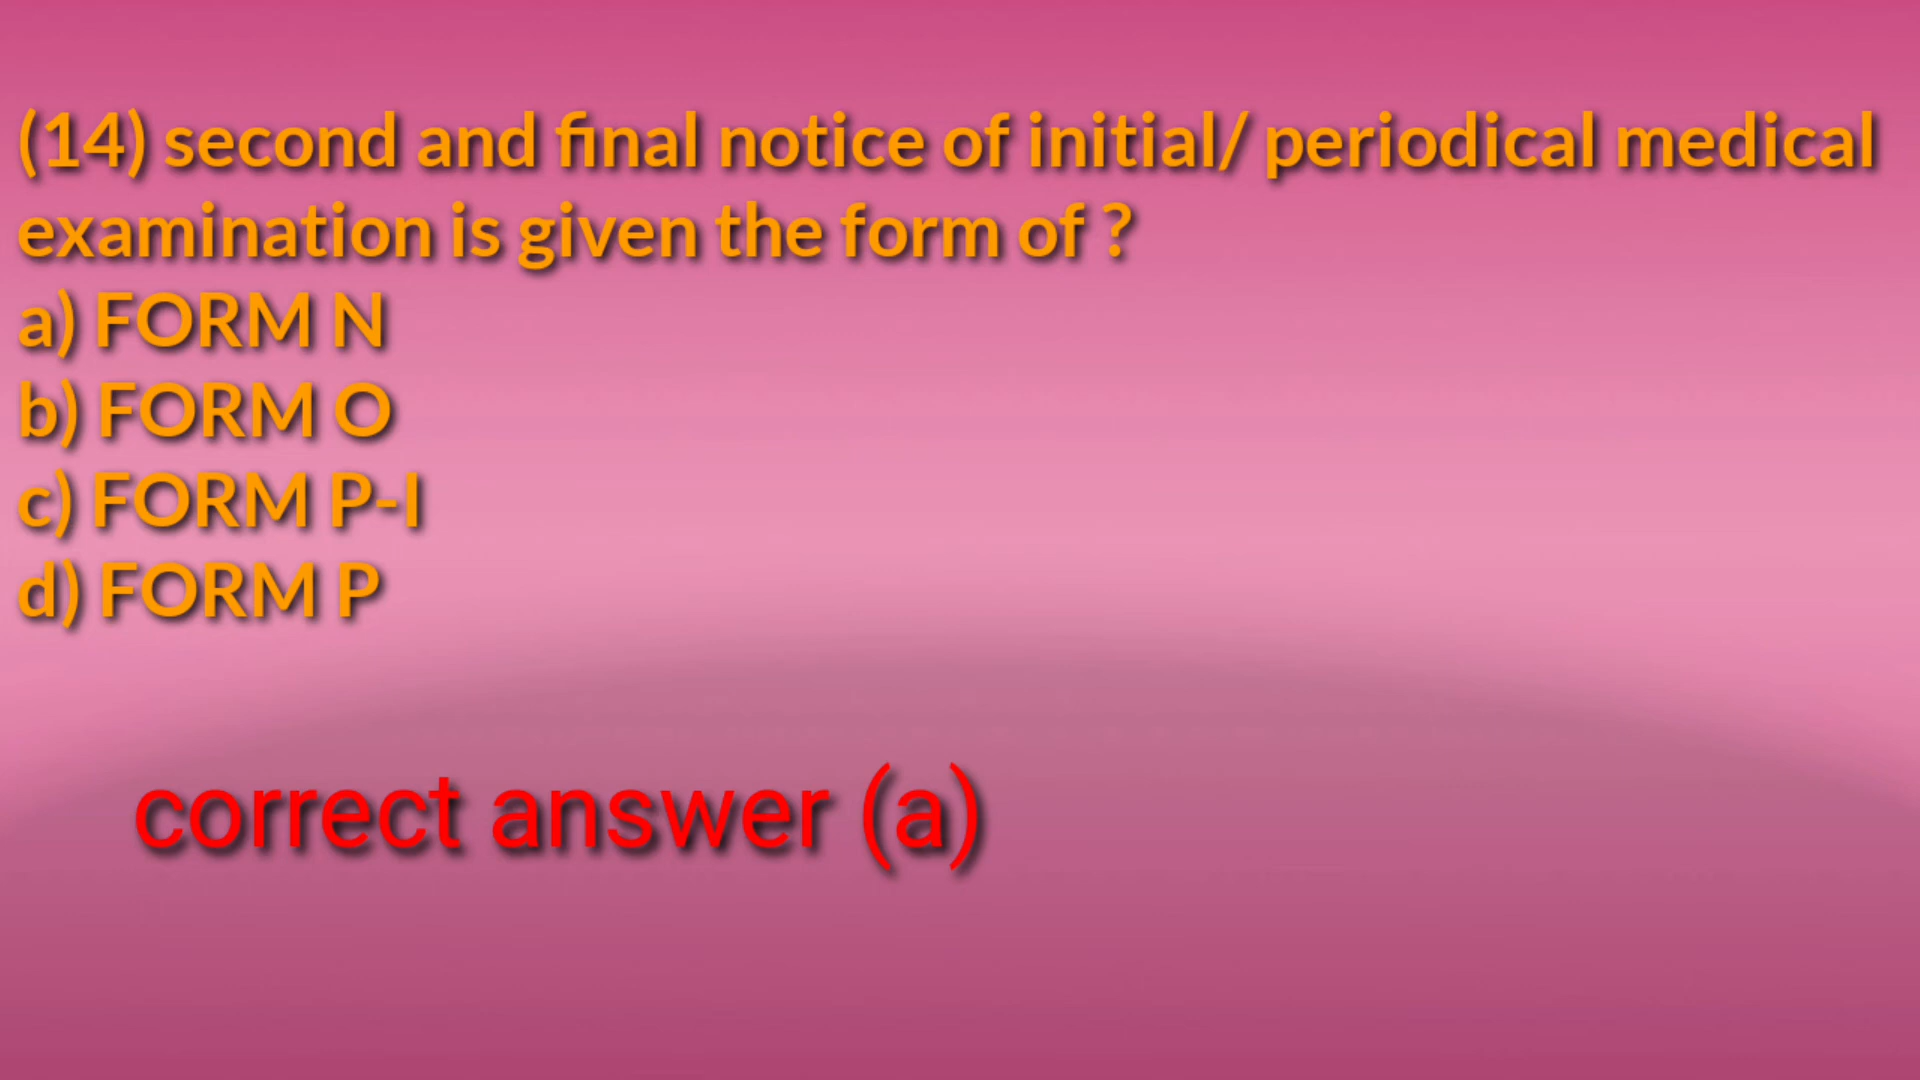 (14) second and final notice of initial/ periodical medical
examination is given the form of ?
a) FORM N
b) FORM O
c) FORM P-I
d) FORM P
correct answer (a)